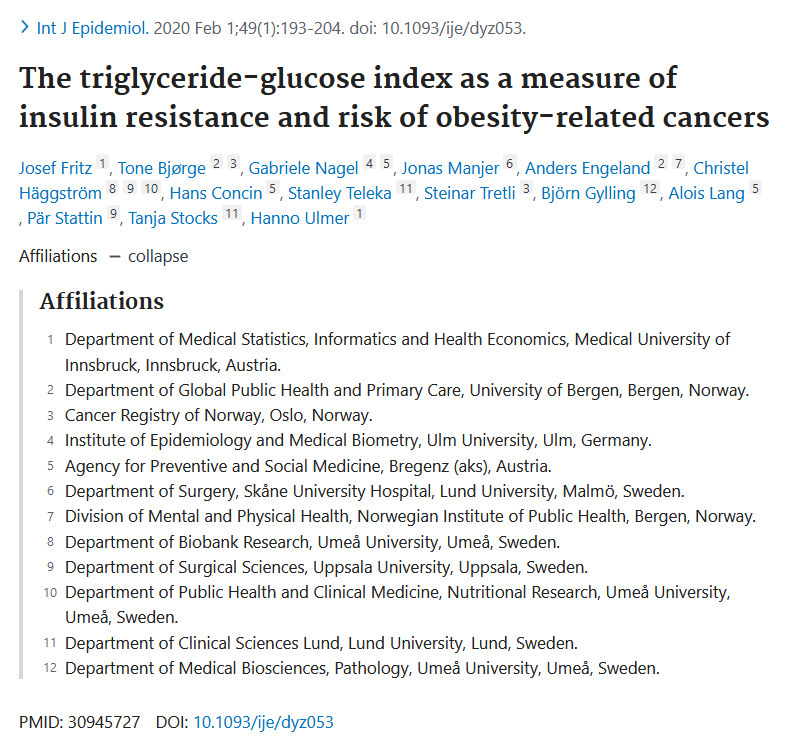 Int J Epidemiol. 2020 Feb 1;49(1):193-204. doi: 10.1093/ije/dyz053.
The triglyceride-glucose index as a measure of
insulin resistance and risk of obesity-related cancers
Josef Fritz 1, Tone Bjørge 2 3, Gabriele Nagel 4 5, Jonas Manjer 6, Anders Engeland 2 7, Christel
Häggström 8 9 10, Hans Concin 5, Stanley Teleka 11, Steinar Tretli 3, Björn Gylling 12, Alois Lang 5
, Pär Stattin 9, Tanja Stocks 11, Hanno Ulmer 1
Affiliations – collapse
Affiliations
1 Department of Medical Statistics, Informatics and Health Economics, Medical University of
Innsbruck, Innsbruck, Austria.
2 Department of Global Public Health and Primary Care, University of Bergen, Bergen, Norway.
3 Cancer Registry of Norway, Oslo, Norway.
4 Institute of Epidemiology and Medical Biometry, Ulm University, Ulm, Germany.
5 Agency for Preventive and Social Medicine, Bregenz (aks), Austria.
6 Department of Surgery, Skåne University Hospital, Lund University, Malmö, Sweden.
7 Division of Mental and Physical Health, Norwegian Institute of Public Health, Bergen, Norway.
8 Department of Biobank Research, Umeå University, Umeå, Sweden.
9 Department of Surgical Sciences, Uppsala University, Uppsala, Sweden.
10 Department of Public Health and Clinical Medicine, Nutritional Research, Umeå University,
Umeå, Sweden.
11 Department of Clinical Sciences Lund, Lund University, Lund, Sweden.
12 Department of Medical Biosciences, Pathology, Umeå University, Umeå, Sweden.
PMID: 30945727 DOI: 10.1093/ije/dyz053